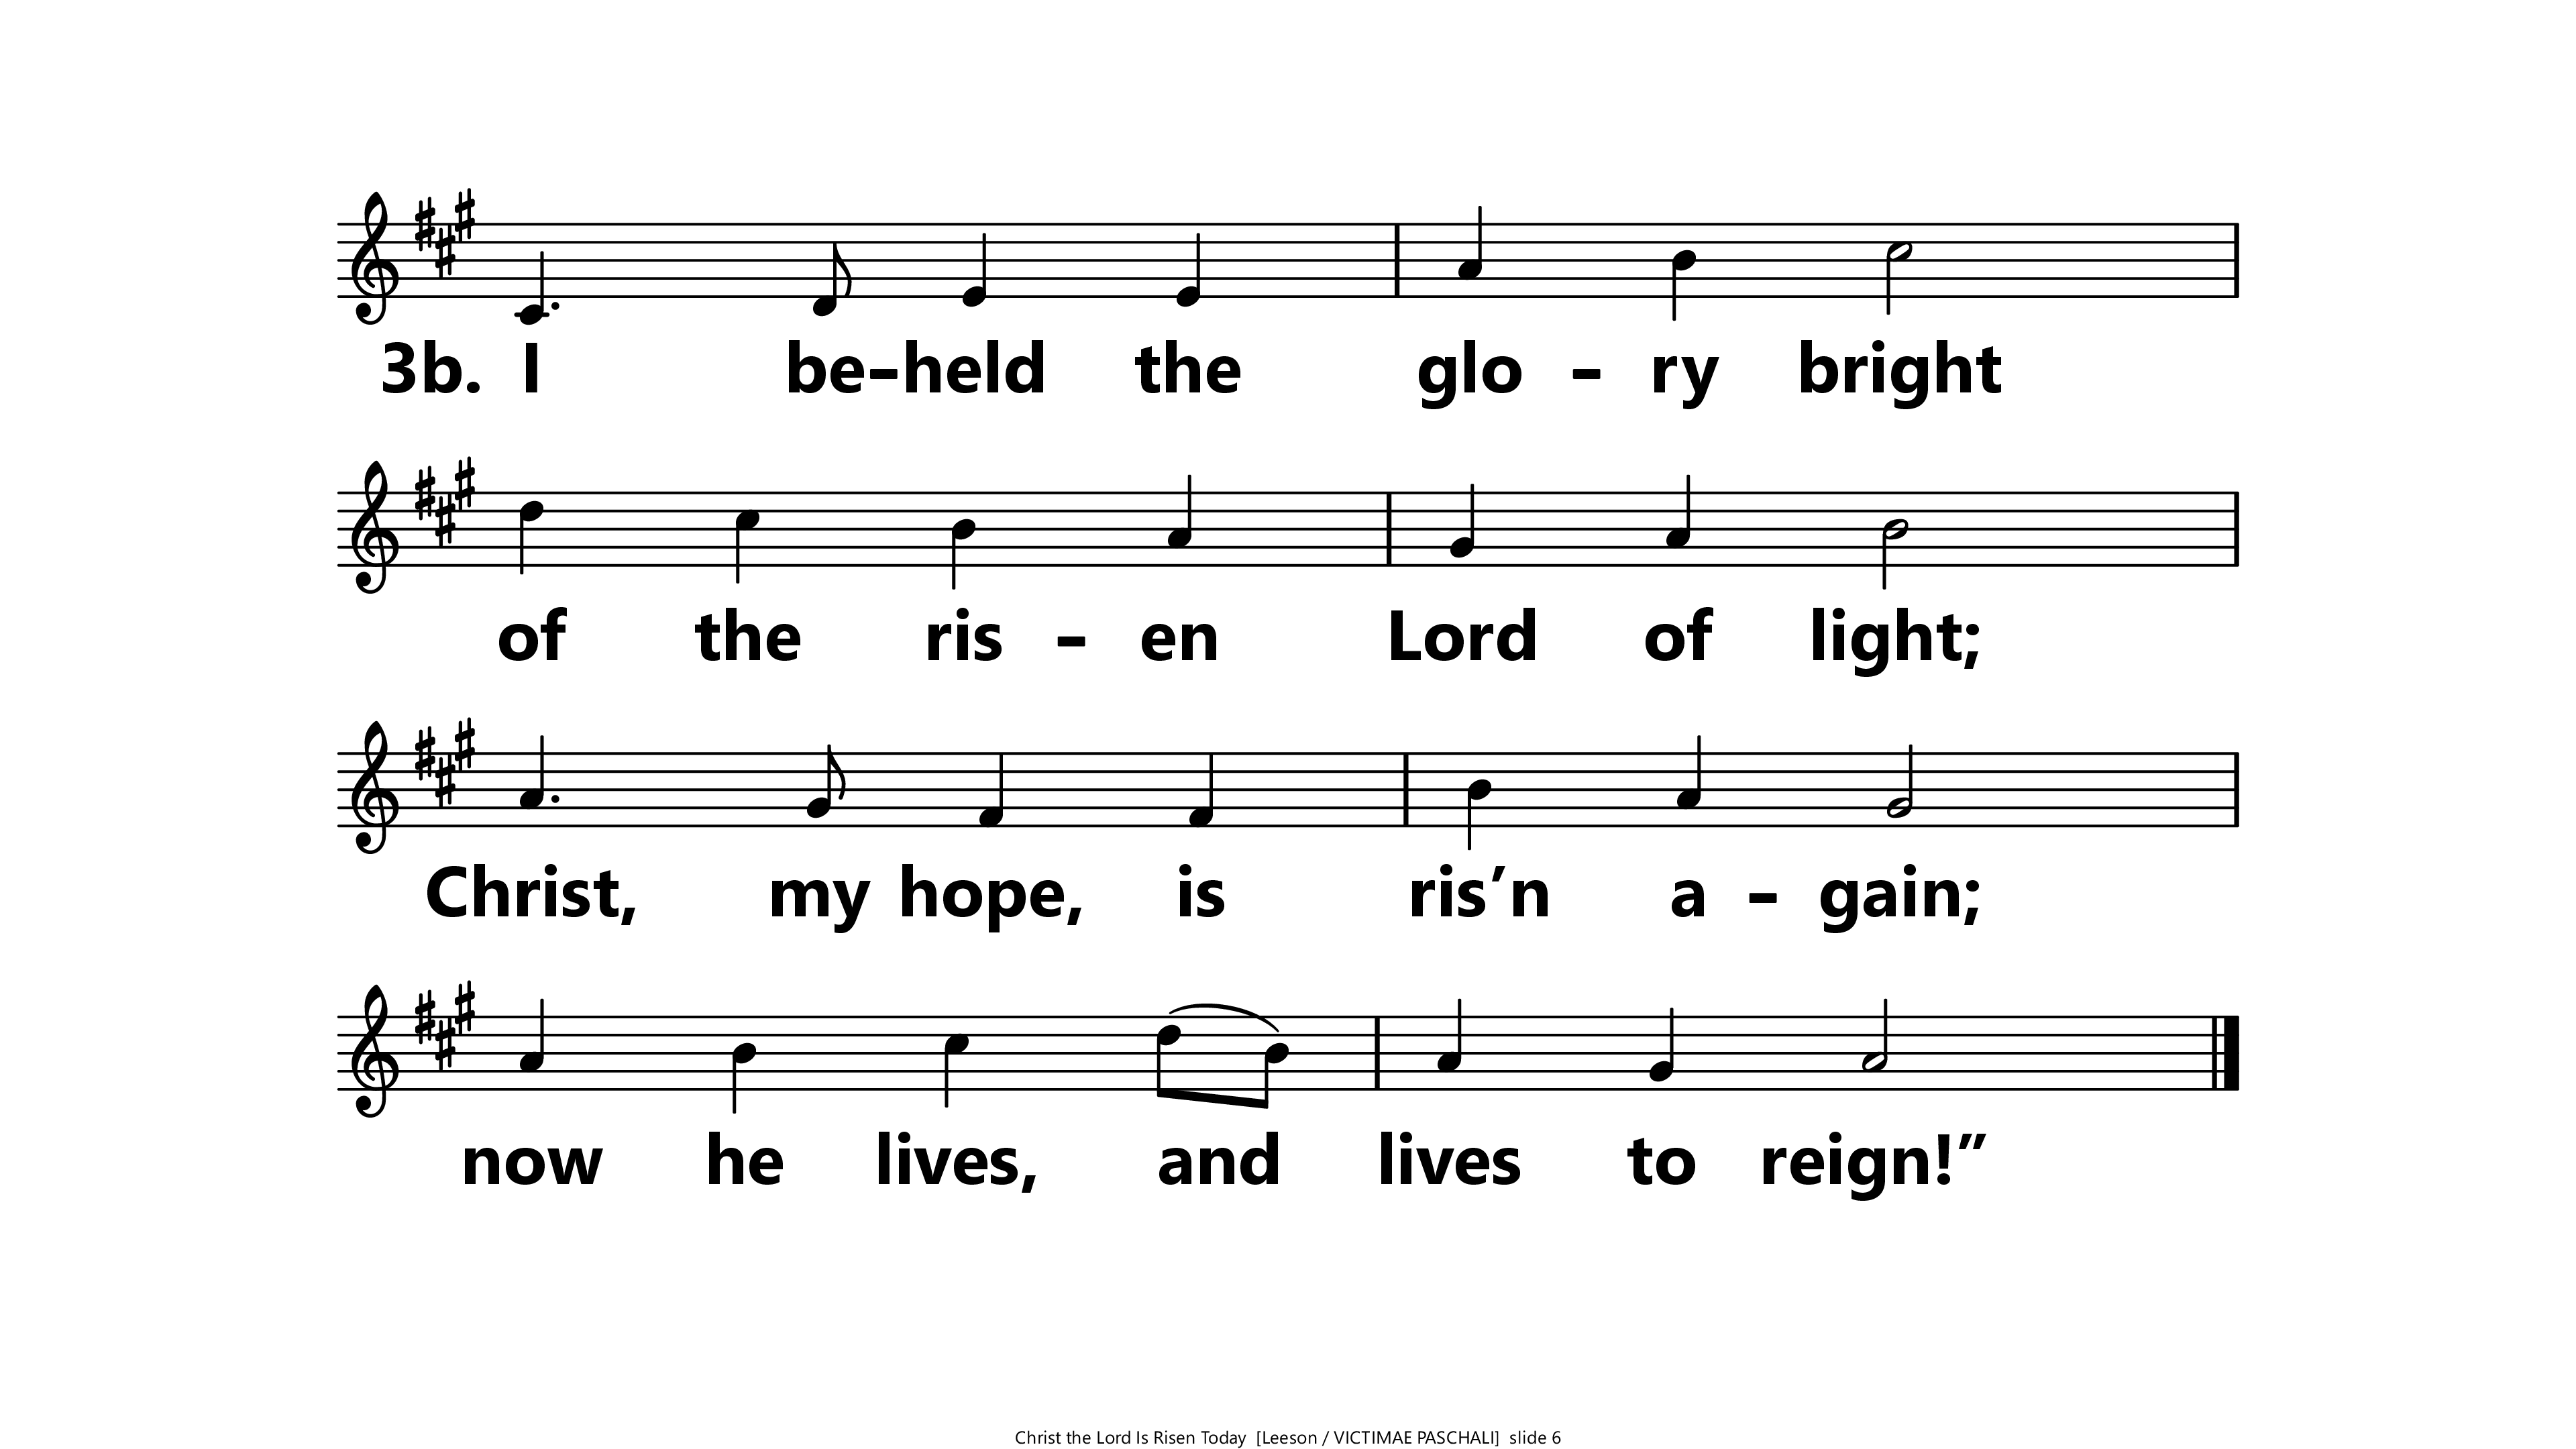 3b. I be-held the glo - ry bright
of the ris - en Lord of light;
Christ, my hope, is ris’n a - gain;
now he lives, and lives to reign!”
Christ the Lord Is Risen Today [Leeson / VICTIMAE PASCHALI] slide 6